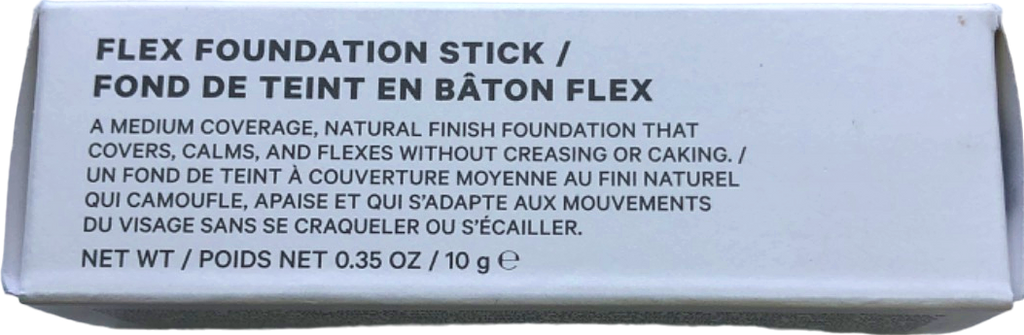 FLEX FOUNDATION STICK /
FOND DE TEINT EN BÂTON FLEX
A MEDIUM COVERAGE, NATURAL FINISH FOUNDATION THAT
COVERS, CALMS, AND FLEXES WITHOUT CREASING OR CAKING. /
UN FOND DE TEINT À COUVERTURE MOYENNE AU FINI NATUREL
QUI CAMOUFLE, APAISE ET QUI S'ADAPTE AUX MOUVEMENTS
DU VISAGE SANS SE CRAQUELER OU S'ÉCAILLER.
NET WT / POIDS NET 0.35 OZ / 10 g ℮